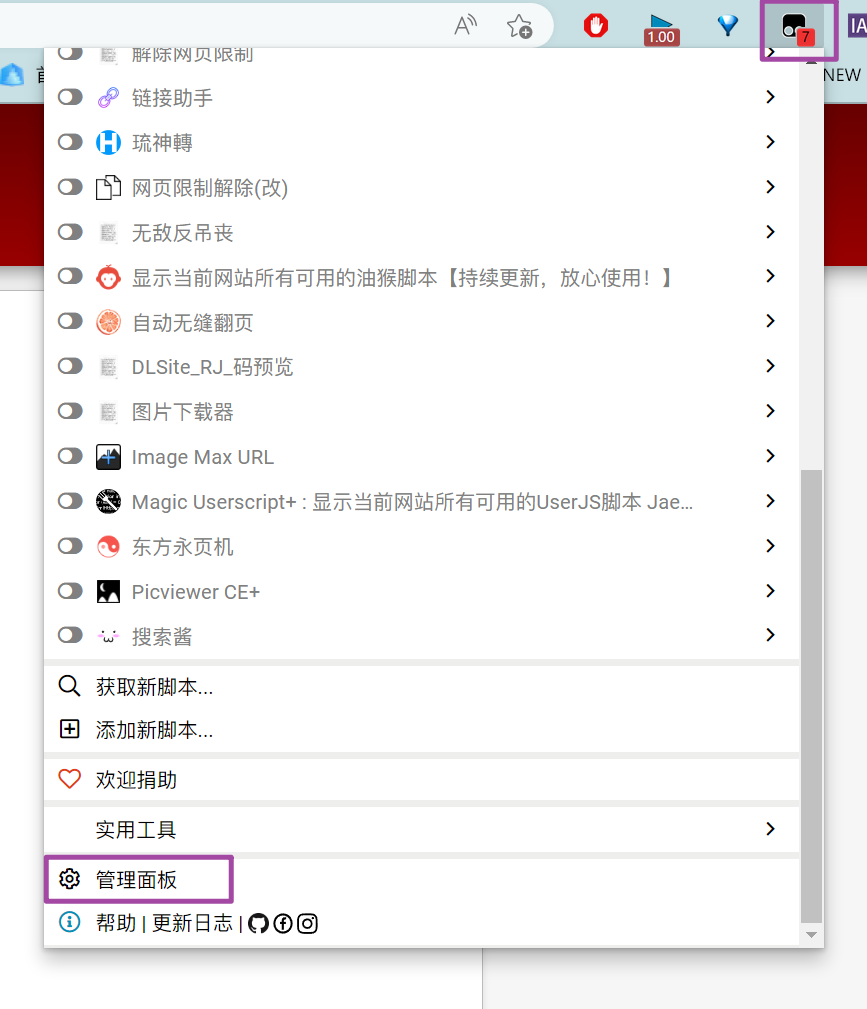 A
1.00
7
IA
解除网页限制
首
NEW
链接助手
琉神轉
网页限制解除(改)
无敌反吊丧
显示当前网站所有可用的油猴脚本【持续更新，放心使用！】
自动无缝翻页
DLSite_RJ_码预览
图片下载器
Image Max URL
Magic Userscript+ : 显示当前网站所有可用的UserJS脚本 Jae...
东方永页机
Picviewer CE+
搜索酱
获取新脚本...
添加新脚本...
欢迎捐助
实用工具
管理面板
帮助 | 更新日志 |